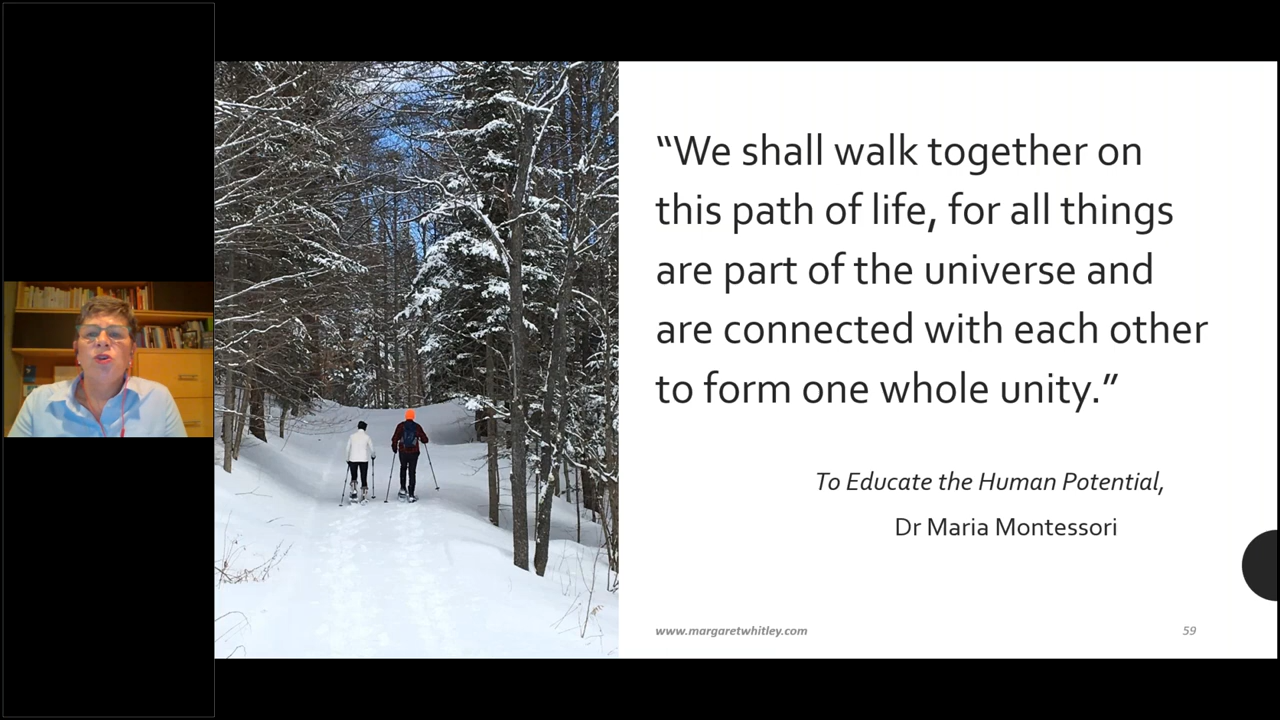 “We shall walk together on
this path of life, for all things
are part of the universe and
are connected with each other
to form one whole unity.”
To Educate the Human Potential,
Dr Maria Montessori
www.margaretwhitley.com
59